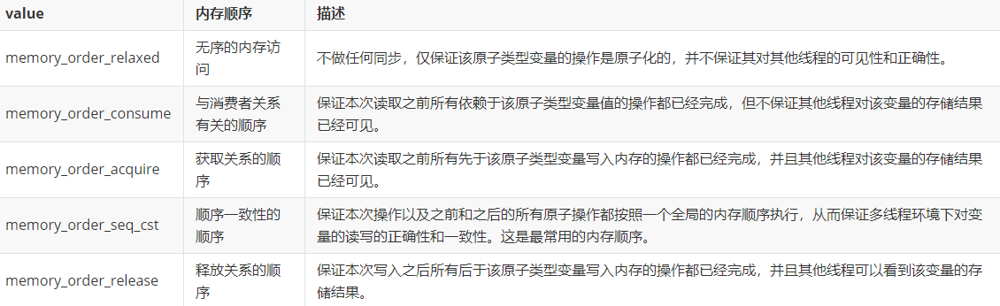 value 内存顺序 描述
memory_order_relaxed 无序的内存访问 不做任何同步，仅保证该原子类型变量的操作是原子化的，并不保证其对其他线程的可见性和正确性。
memory_order_consume 与消费者关系有关的顺序 保证本次读取之前所有依赖于该原子类型变量值的操作都已经完成，但不保证其他线程对该变量的存储结果已经可见。
memory_order_acquire 获取关系的顺序 保证本次读取之前所有先于该原子类型变量写入内存的操作都已经完成，并且其他线程对该变量的存储结果已经可见。
memory_order_seq_cst 顺序一致性的顺序 保证本次操作以及之前和之后的所有原子操作都按照一个全局的内存顺序执行，从而保证多线程环境下对变量的读写的正确性和一致性。这是最常用的内存顺序。
memory_order_release 释放关系的顺序 保证本次写入之后所有后于该原子类型变量写入内存的操作都已经完成，并且其他线程可以看到该变量的存储结果。